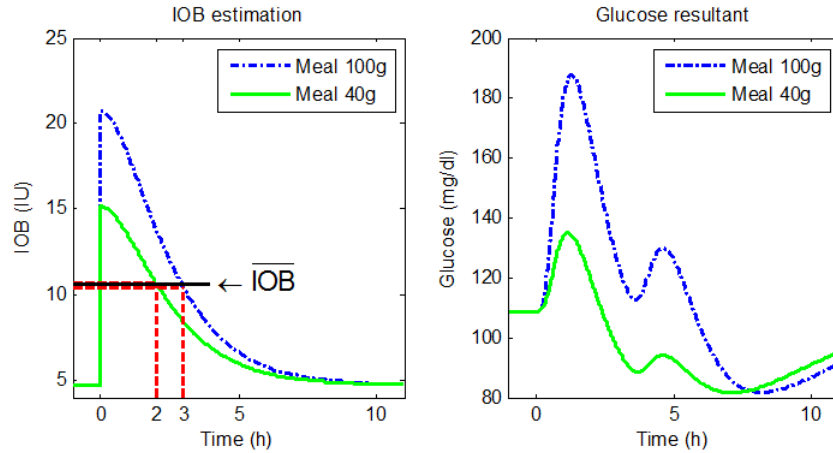 IOB estimation
25
20
15
10
5
IOB (IU)
Meal 100g
Meal 40g
← IOB
0
2
3
5
10
Time (h)
Glucose resultant
200
180
160
140
120
100
80
Glucose (mg/dl)
Meal 100g
Meal 40g
0
5
10
Time (h)